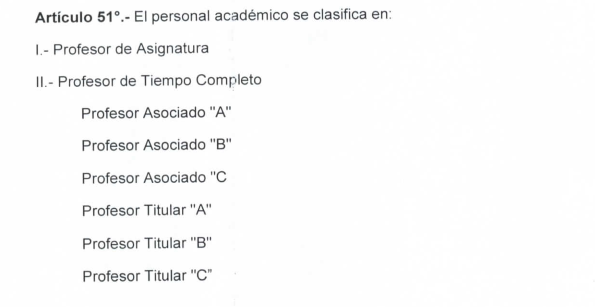 Artículo 51°.- El personal académico se clasifica en:
I.- Profesor de Asignatura
II.- Profesor de Tiempo Completo
Profesor Asociado "A"
Profesor Asociado "B"
Profesor Asociado "C
Profesor Titular "A"
Profesor Titular "B"
Profesor Titular "C"